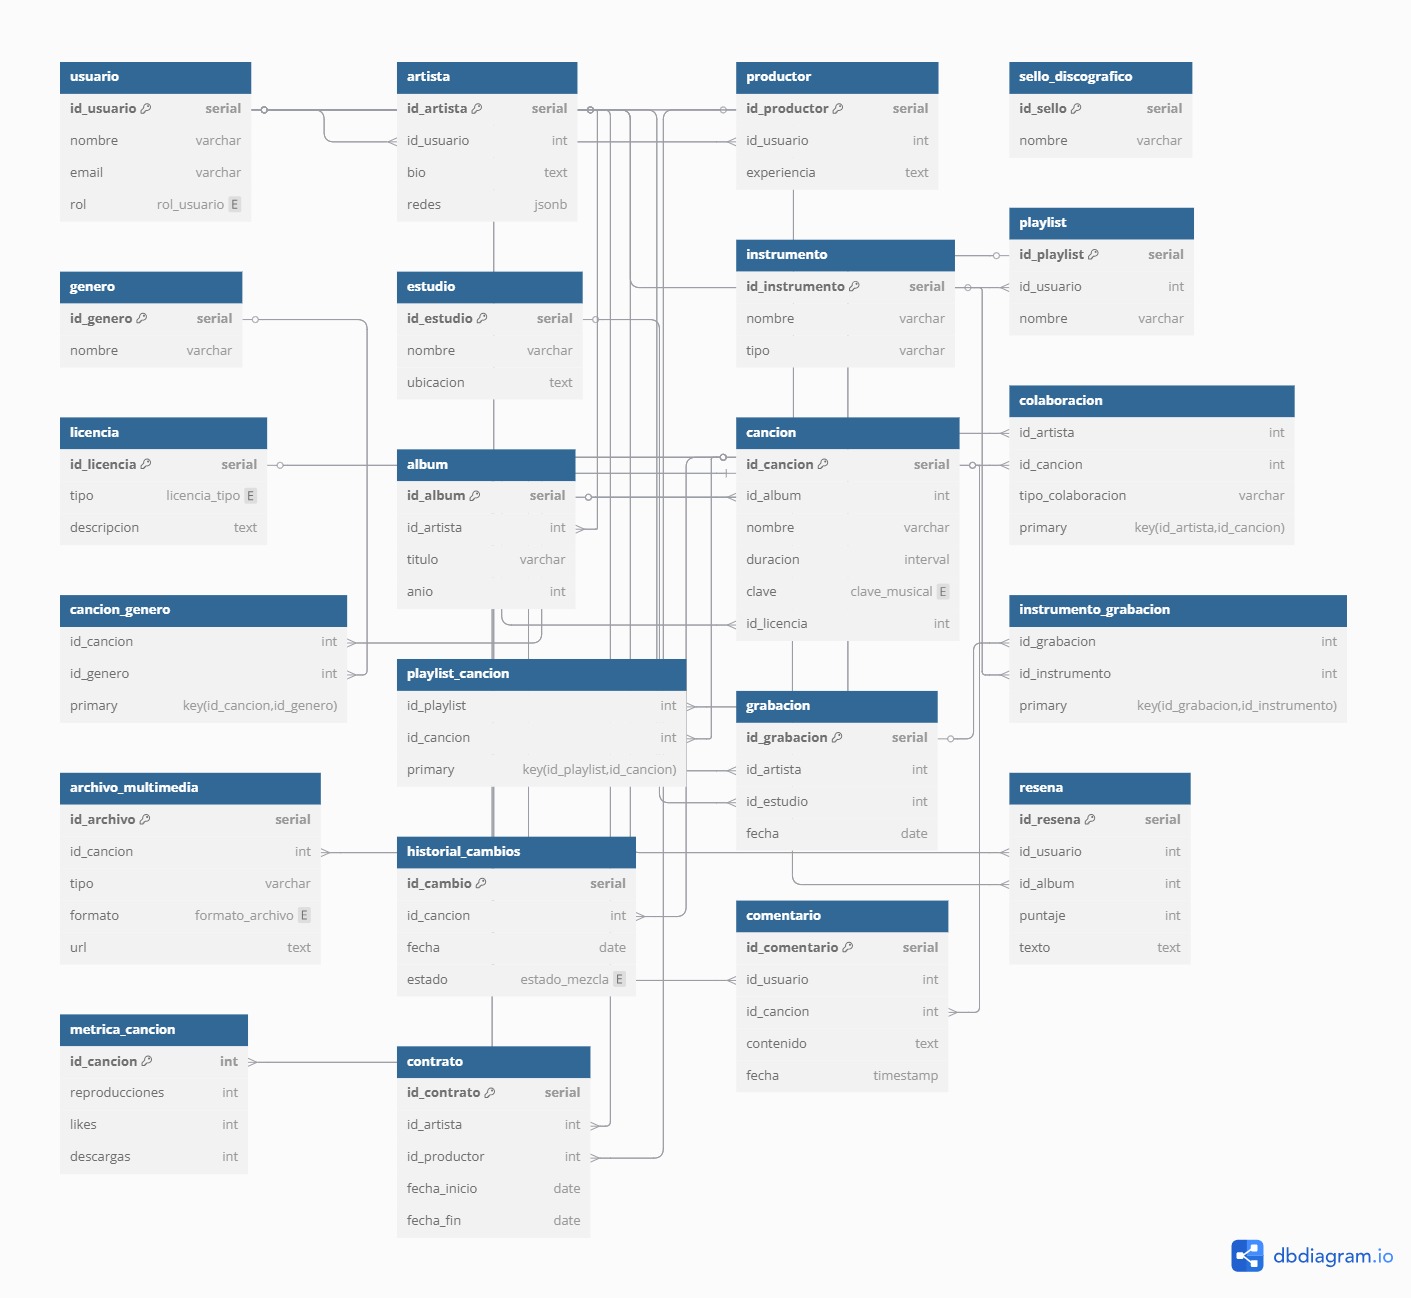 usuario
id_usuario serial
nombre varchar
email varchar
rol rol_usuario E
artista
id_artista serial
id_usuario int
bio text
redes jsonb
productor
id_productor serial
id_usuario int
experiencia text
sello_discografico
id_sello serial
nombre varchar
playlist
id_playlist serial
id_usuario int
nombre varchar
genero
id_genero serial
nombre varchar
estudio
id_estudio serial
nombre varchar
ubicacion text
instrumento
id_instrumento serial
nombre varchar
tipo varchar
colaboracion
id_artista int
id_cancion int
tipo_colaboracion varchar
primary key(id_artista,id_cancion)
licencia
id_licencia serial
tipo licencia_tipo E
descripcion text
album
id_album serial
id_artista int
titulo varchar
anio int
cancion
id_cancion serial
id_album int
nombre varchar
duracion interval
clave clave_musical E
id_licencia int
cancion_genero
id_cancion int
id_genero int
primary key(id_cancion,id_genero)
playlist_cancion
id_playlist int
id_cancion int
primary key(id_playlist,id_cancion)
grabacion
id_grabacion serial
id_artista int
id_estudio int
fecha date
instrumento_grabacion
id_grabacion int
id_instrumento int
primary key(id_grabacion,id_instrumento)
archivo_multimedia
id_archivo serial
id_cancion int
tipo varchar
formato formato_archivo E
url text
historial_cambios
id_cambio serial
id_cancion int
fecha date
estado estado_mezcla E
resena
id_resena serial
id_usuario int
id_album int
puntaje int
texto text
comentario
id_comentario serial
id_usuario int
id_cancion int
contenido text
fecha timestamp
metrica_cancion
id_cancion int
reproducciones int
likes int
descargas int
contrato
id_contrato serial
id_artista int
id_productor int
fecha_inicio date
fecha_fin date
dbdiagram.io